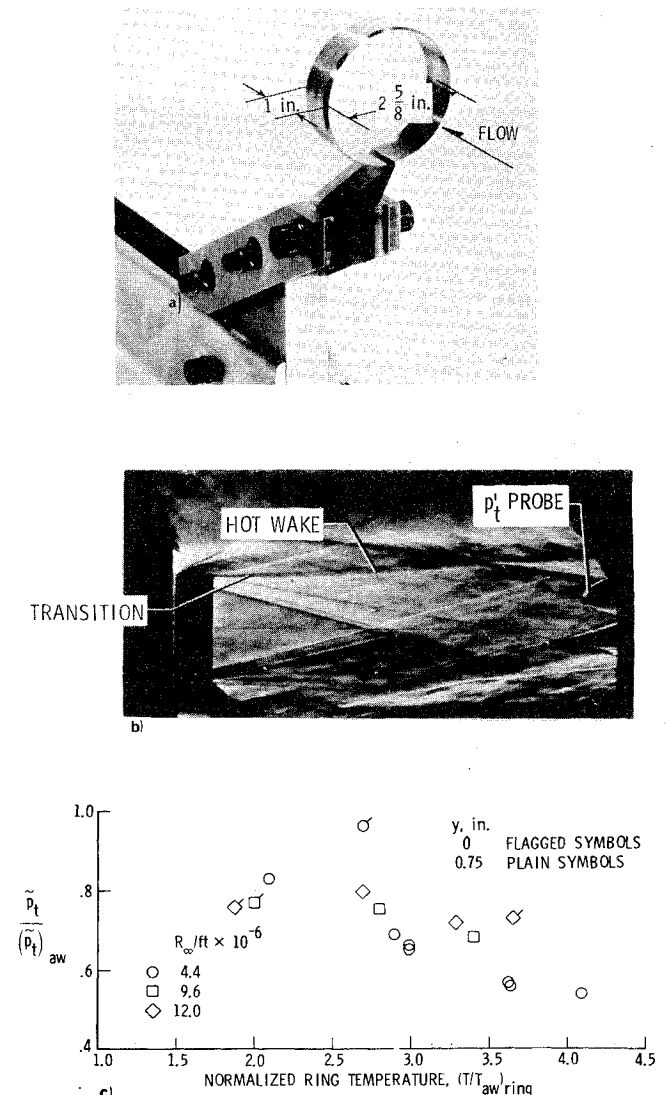 1 in.
2 5/8 in.
FLOW
a)
HOT WAKE
p't PROBE
TRANSITION
b)
1.0
.8
.6
.4
p̃t
(p̃t)aw
y, in.
0 FLAGGED SYMBOLS
0.75 PLAIN SYMBOLS
R∞/ft × 10^-6
4.4
9.6
12.0
1.0 1.5 2.0 2.5 3.0 3.5 4.0 4.5
NORMALIZED RING TEMPERATURE, (T/Taw)ring
c)